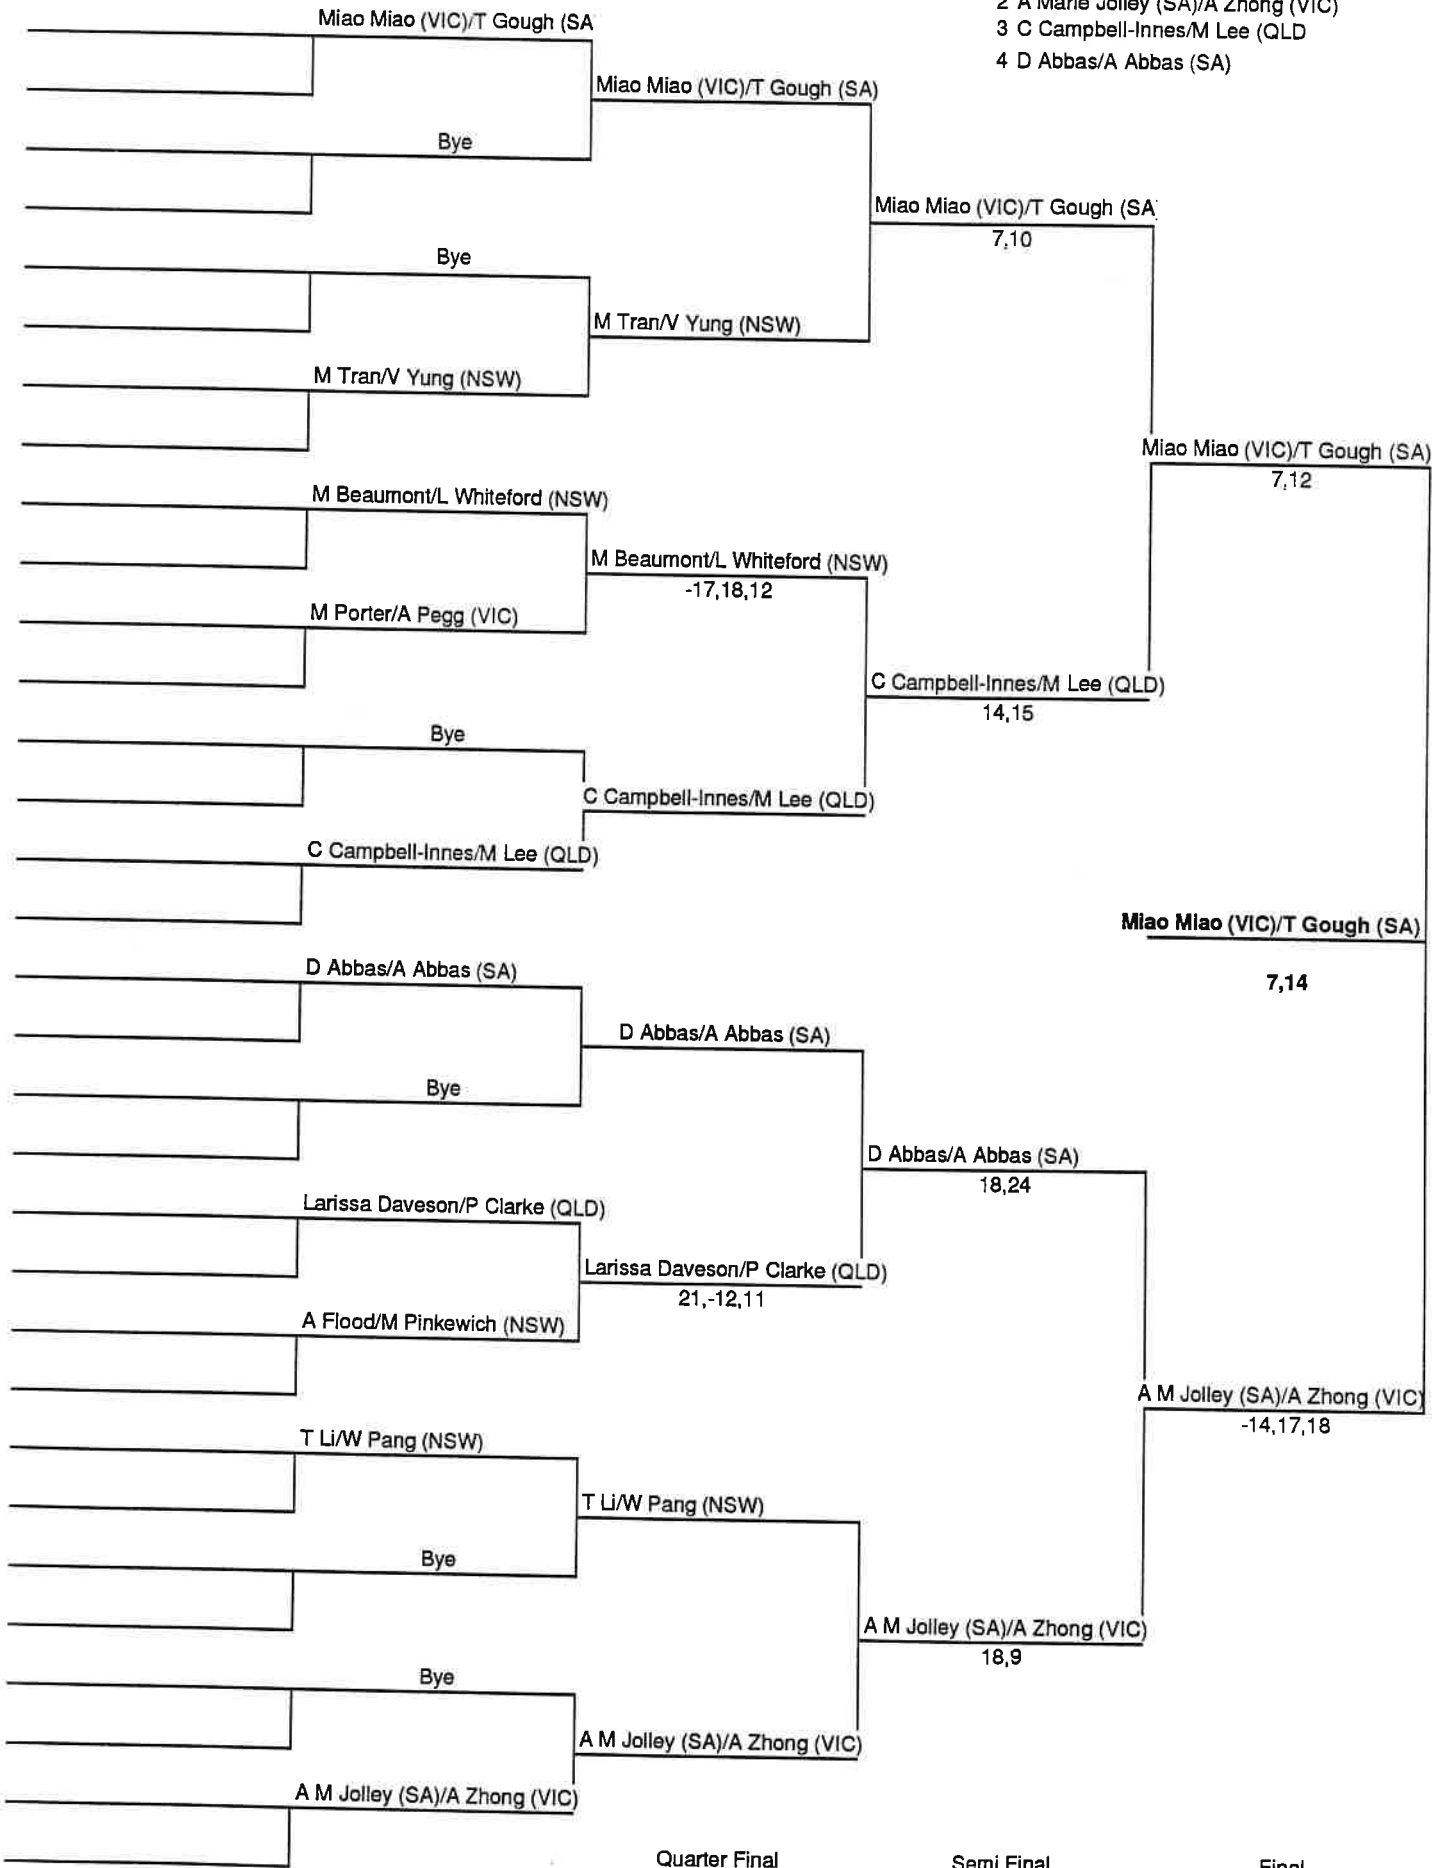 2 A Marie Jolley (SA)/A Zhong (VIC)
3 C Campbell-Innes/M Lee (QLD
4 D Abbas/A Abbas (SA)
Miao Miao (VIC)/T Gough (SA
Bye
Bye
M Tran/V Yung (NSW)
M Beaumont/L Whiteford (NSW)
M Porter/A Pegg (VIC)
Bye
C Campbell-Innes/M Lee (QLD)
D Abbas/A Abbas (SA)
Bye
Larissa Daveson/P Clarke (QLD)
A Flood/M Pinkewich (NSW)
T Li/W Pang (NSW)
Bye
Bye
A M Jolley (SA)/A Zhong (VIC)
Miao Miao (VIC)/T Gough (SA)
M Tran/V Yung (NSW)
M Beaumont/L Whiteford (NSW)
-17,18,12
C Campbell-Innes/M Lee (QLD)
D Abbas/A Abbas (SA)
Larissa Daveson/P Clarke (QLD)
21,-12,11
T Li/W Pang (NSW)
A M Jolley (SA)/A Zhong (VIC)
Quarter Final
Miao Miao (VIC)/T Gough (SA
7,10
C Campbell-Innes/M Lee (QLD)
14,15
D Abbas/A Abbas (SA)
18,24
A M Jolley (SA)/A Zhong (VIC)
18,9
Semi Final
Miao Miao (VIC)/T Gough (SA)
7,12
Miao Miao (VIC)/T Gough (SA)
7,14
A M Jolley (SA)/A Zhong (VIC)
-14,17,18
Final